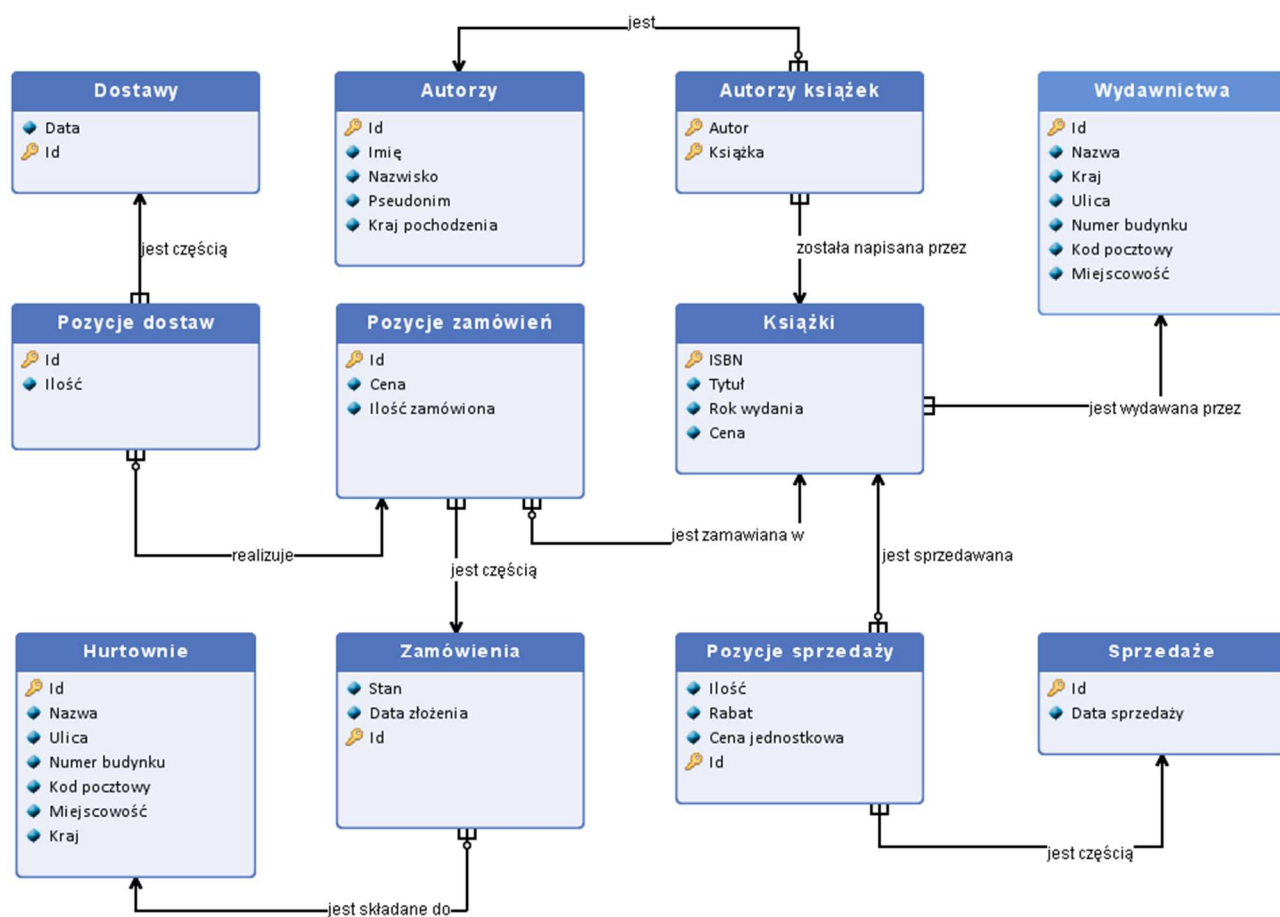 jest
Dostawy
Data
Id
Autorzy
Id
Imię
Nazwisko
Pseudonim
Kraj pochodzenia
Autorzy książek
Autor
Książka
Wydawnictwa
Id
Nazwa
Kraj
Ulica
Numer budynku
Kod pocztowy
Miejscowość
jest częścią
została napisana przez
Pozycje dostaw
Id
Ilość
Pozycje zamówień
Id
Cena
Ilość zamówiona
Książki
ISBN
Tytuł
Rok wydania
Cena
jest wydawana przez
realizuje
jest zamawiana w
jest częścią
jest sprzedawana
Hurtownie
Id
Nazwa
Ulica
Numer budynku
Kod pocztowy
Miejscowość
Kraj
Zamówienia
Stan
Data złożenia
Id
Pozycje sprzedaży
Ilość
Rabat
Cena jednostkowa
Id
Sprzedaże
Id
Data sprzedaży
jest częścią
jest składane do